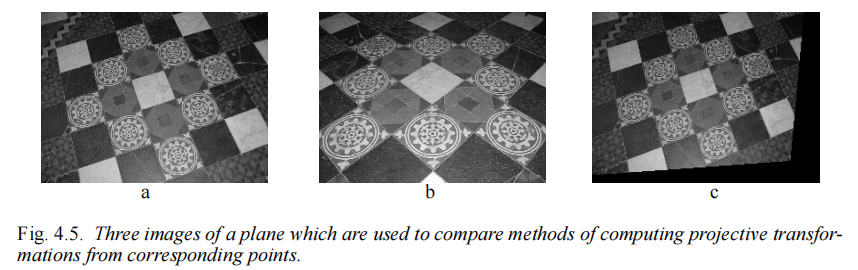 a
b
c
Fig. 4.5. Three images of a plane which are used to compare methods of computing projective transfor-
mations from corresponding points.